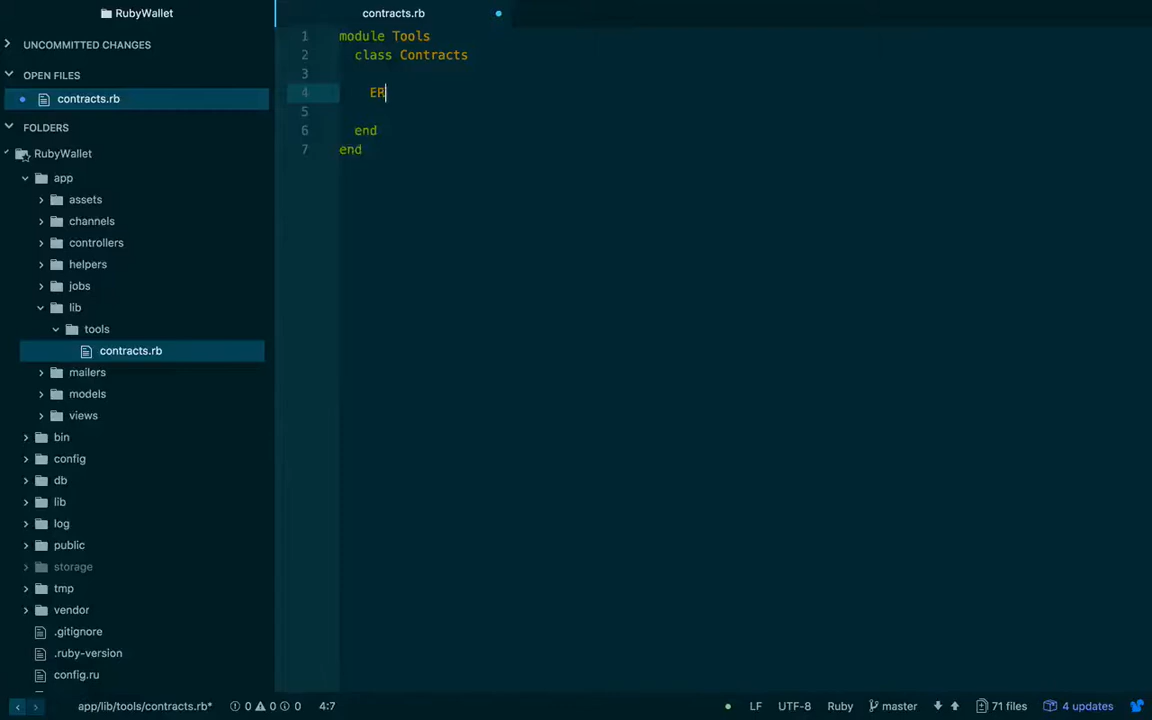 RubyWallet
UNCOMMITTED CHANGES
OPEN FILES
contracts.rb
FOLDERS
RubyWallet
app
assets
channels
controllers
helpers
jobs
lib
tools
contracts.rb
mailers
models
views
bin
config
db
lib
log
public
storage
tmp
vendor
.gitignore
.ruby-version
config.ru
contracts.rb
1 module Tools
2 class Contracts
3
4 ER
5
6 end
7 end
app/lib/tools/contracts.rb* 0 0 0 4:7 LF UTF-8 Ruby master 71 files 4 updates